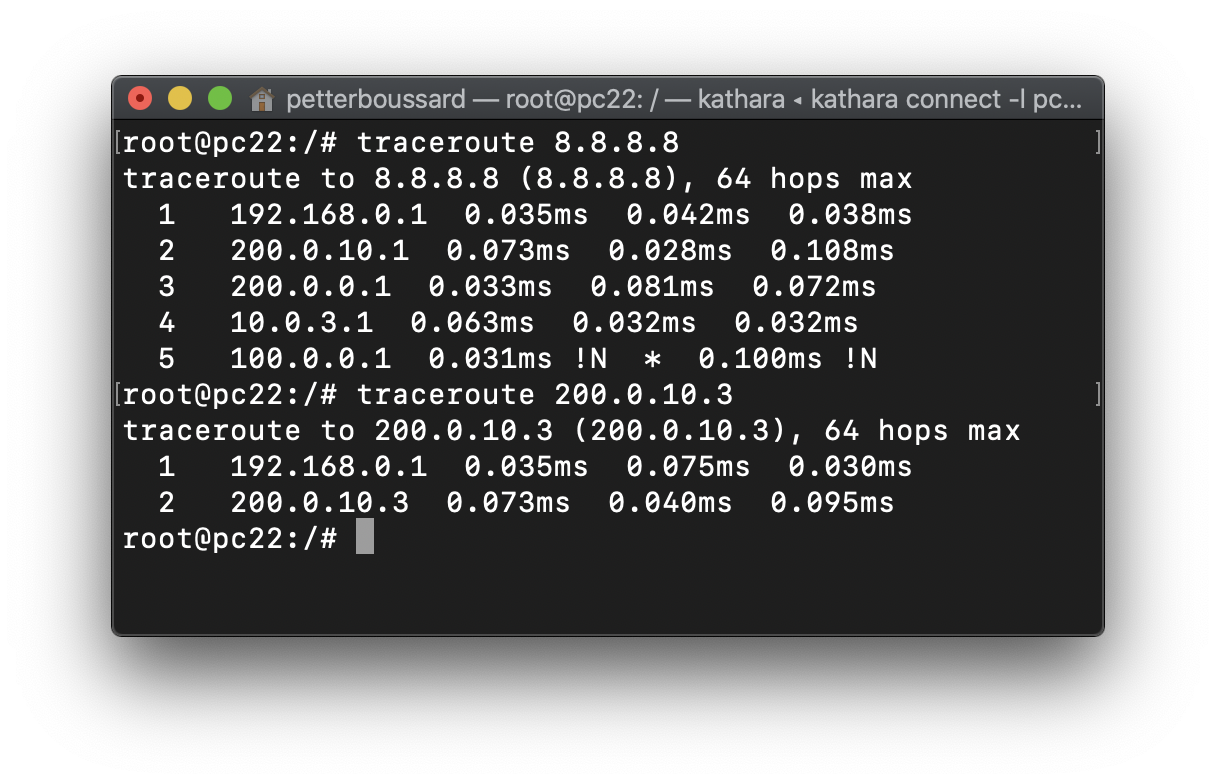 petterboussard — root@pc22: / — kathara ◂ kathara connect -l pc...
[root@pc22:/# traceroute 8.8.8.8 ]
traceroute to 8.8.8.8 (8.8.8.8), 64 hops max
1 192.168.0.1 0.035ms 0.042ms 0.038ms
2 200.0.10.1 0.073ms 0.028ms 0.108ms
3 200.0.0.1 0.033ms 0.081ms 0.072ms
4 10.0.3.1 0.063ms 0.032ms 0.032ms
5 100.0.0.1 0.031ms !N * 0.100ms !N
[root@pc22:/# traceroute 200.0.10.3 ]
traceroute to 200.0.10.3 (200.0.10.3), 64 hops max
1 192.168.0.1 0.035ms 0.075ms 0.030ms
2 200.0.10.3 0.073ms 0.040ms 0.095ms
root@pc22:/#